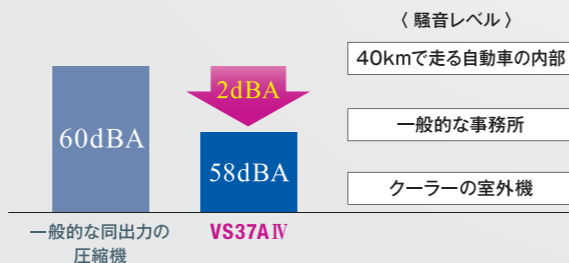 〈 騒音レベル 〉
40kmで走る自動車の内部
一般的な事務所
クーラーの室外機
2dBA
60dBA
58dBA
一般的な同出力の
圧縮機
VS37AⅣ